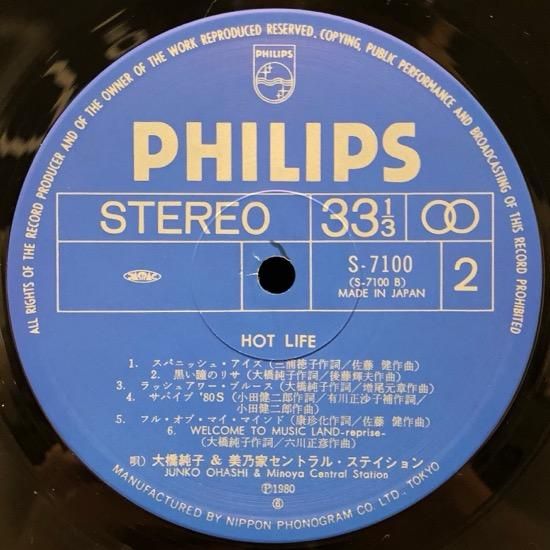 ALL RIGHTS OF THE RECORD PRODUCER AND OF THE OWNER OF THE WORK REPRODUCED RESERVED. COPYING, PUBLIC PERFORMANCE AND BROADCASTING OF THIS RECORD PROHIBITED
PHILIPS
PHILIPS
STEREO
33 1/3
S-7100
(S-7100 B)
MADE IN JAPAN
2
HOT LIFE
1. スパニッシュ・アイズ (三浦徳子作詞/佐藤 健作曲)
2. 黒い瞳のリサ (大橋純子作詞/後藤輝夫作曲)
3. ラッシュアワー・ブルース (大橋純子作詞/増尾元章作曲)
4. サバイブ '80S (小田健二郎作詞/有川正沙子補作詞/
小田健二郎作曲)
5. フル・オブ・マイ・マインド (康珍化作詞/佐藤 健作曲)
6. WELCOME TO MUSIC LAND -reprise-
(大橋純子作詞/六川正彦作曲)
唄) 大橋純子 & 美乃家セントラル・ステイション
JUNKO OHASHI & Minoya Central Station
Ⓟ1980
⑥
MANUFACTURED BY NIPPON PHONOGRAM CO. LTD., TOKYO